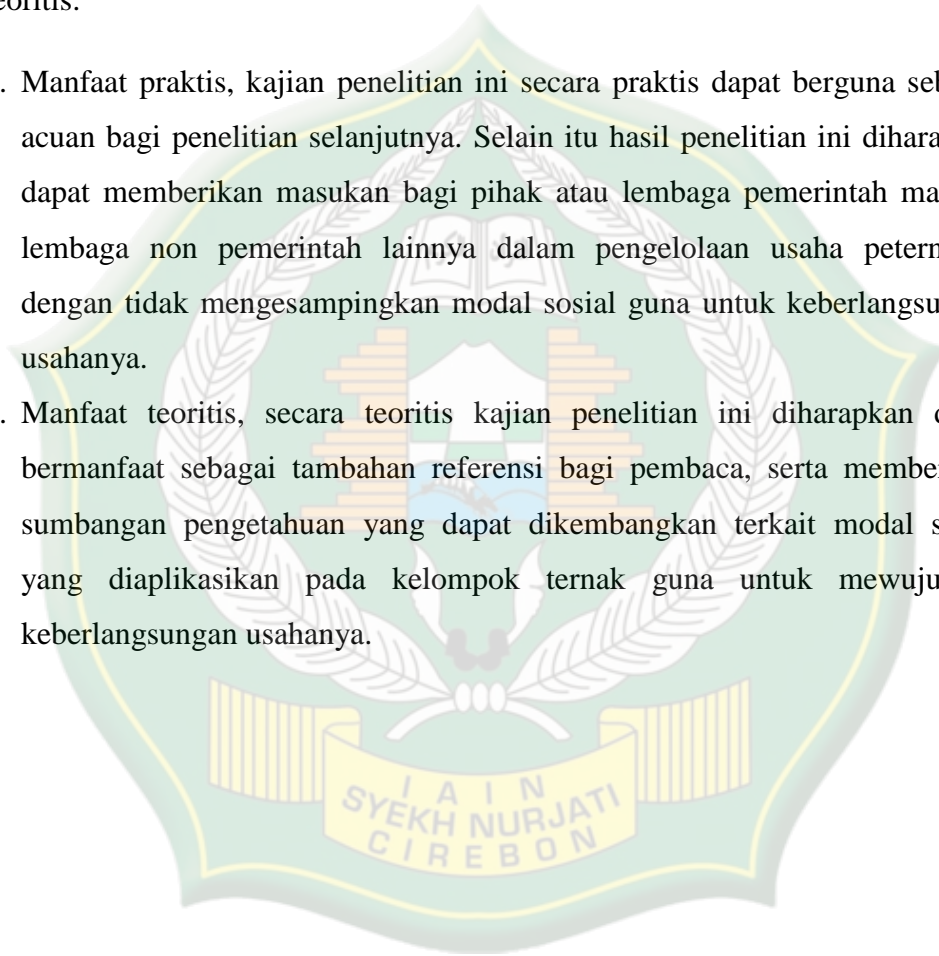 eoritis.
. Manfaat praktis, kajian penelitian ini secara praktis dapat berguna seb
acuan bagi penelitian selanjutnya. Selain itu hasil penelitian ini dihara
dapat memberikan masukan bagi pihak atau lembaga pemerintah ma
lembaga non pemerintah lainnya dalam pengelolaan usaha petern
dengan tidak mengesampingkan modal sosial guna untuk keberlangsu
usahanya.
. Manfaat teoritis, secara teoritis kajian penelitian ini diharapkan d
bermanfaat sebagai tambahan referensi bagi pembaca, serta member
sumbangan pengetahuan yang dapat dikembangkan terkait modal s
yang diaplikasikan pada kelompok ternak guna untuk mewuju
keberlangsungan usahanya.
IAIN
SYEKH NURJATI
CIREBON